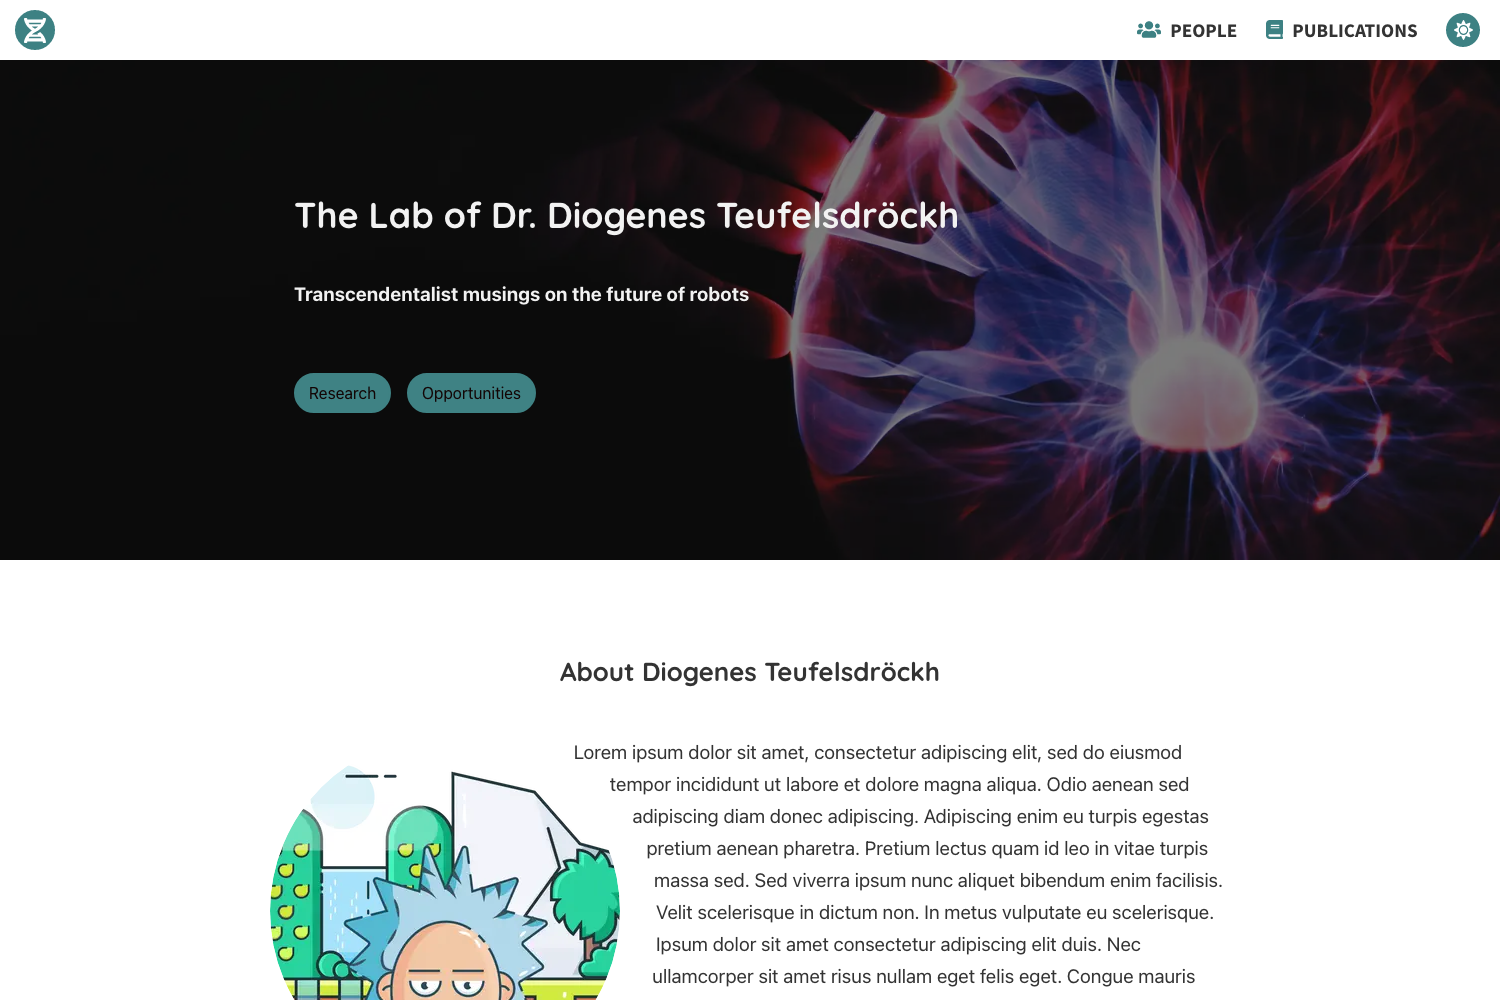 PEOPLE
PUBLICATIONS
The Lab of Dr. Diogenes Teufelsdröckh
Transcendentalist musings on the future of robots
Research
Opportunities
About Diogenes Teufelsdröckh
Lorem ipsum dolor sit amet, consectetur adipiscing elit, sed do eiusmod
tempor incididunt ut labore et dolore magna aliqua. Odio aenean sed
adipiscing diam donec adipiscing. Adipiscing enim eu turpis egestas
pretium aenean pharetra. Pretium lectus quam id leo in vitae turpis
massa sed. Sed viverra ipsum nunc aliquet bibendum enim facilisis.
Velit scelerisque in dictum non. In metus vulputate eu scelerisque.
Ipsum dolor sit amet consectetur adipiscing elit duis. Nec
ullamcorper sit amet risus nullam eget felis eget. Congue mauris